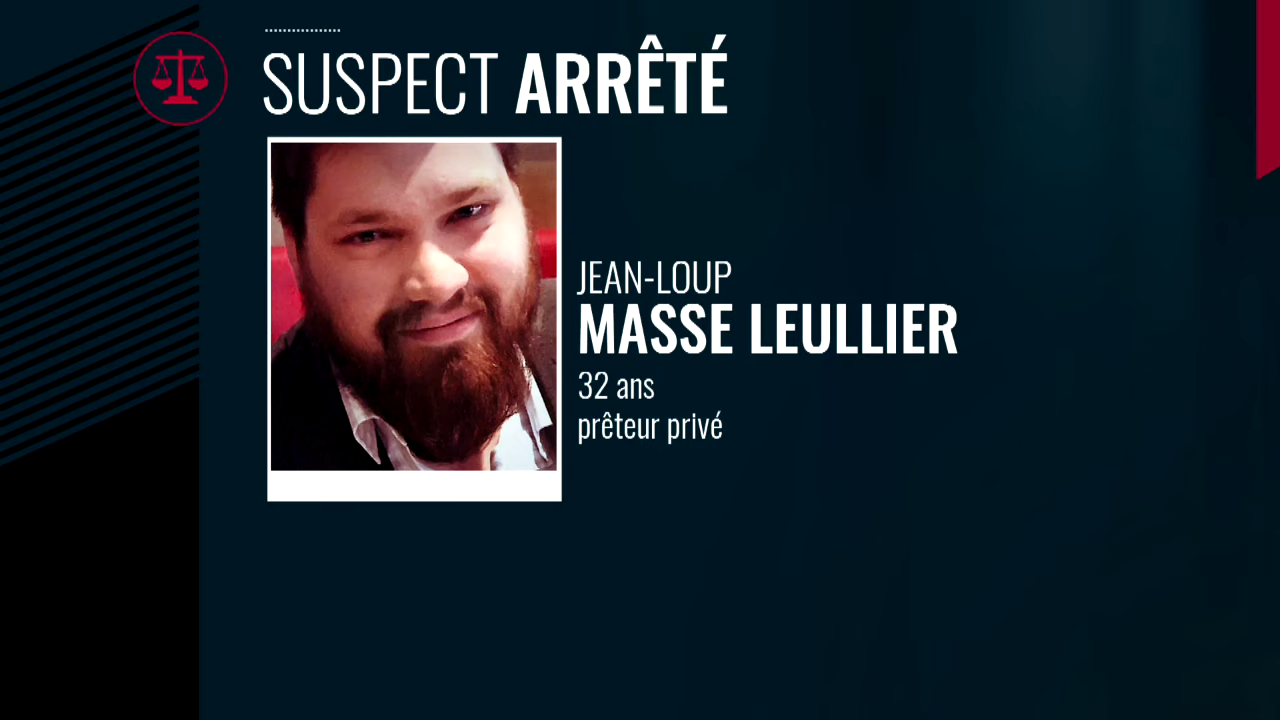 SUSPECT ARRÊTÉ
JEAN-LOUP
MASSE LEULLIER
32 ans
prêteur privé